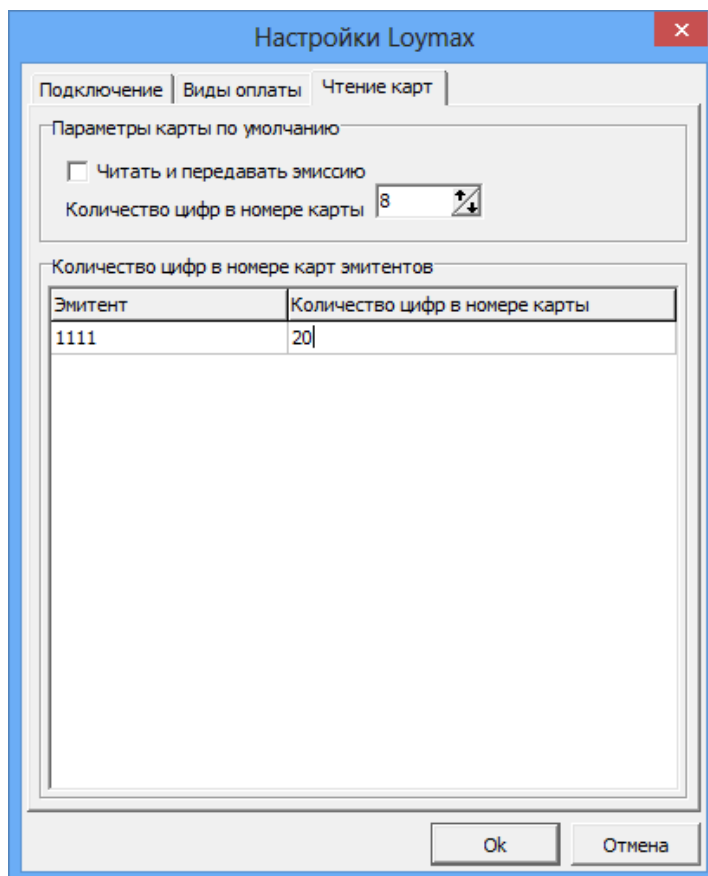 Настройки Loymax
Подключение Виды оплаты Чтение карт
Параметры карты по умолчанию
Читать и передавать эмиссию
Количество цифр в номере карты 8
Количество цифр в номере карт эмитентов
Эмитент Количество цифр в номере карты
1111 20
Ok Отмена